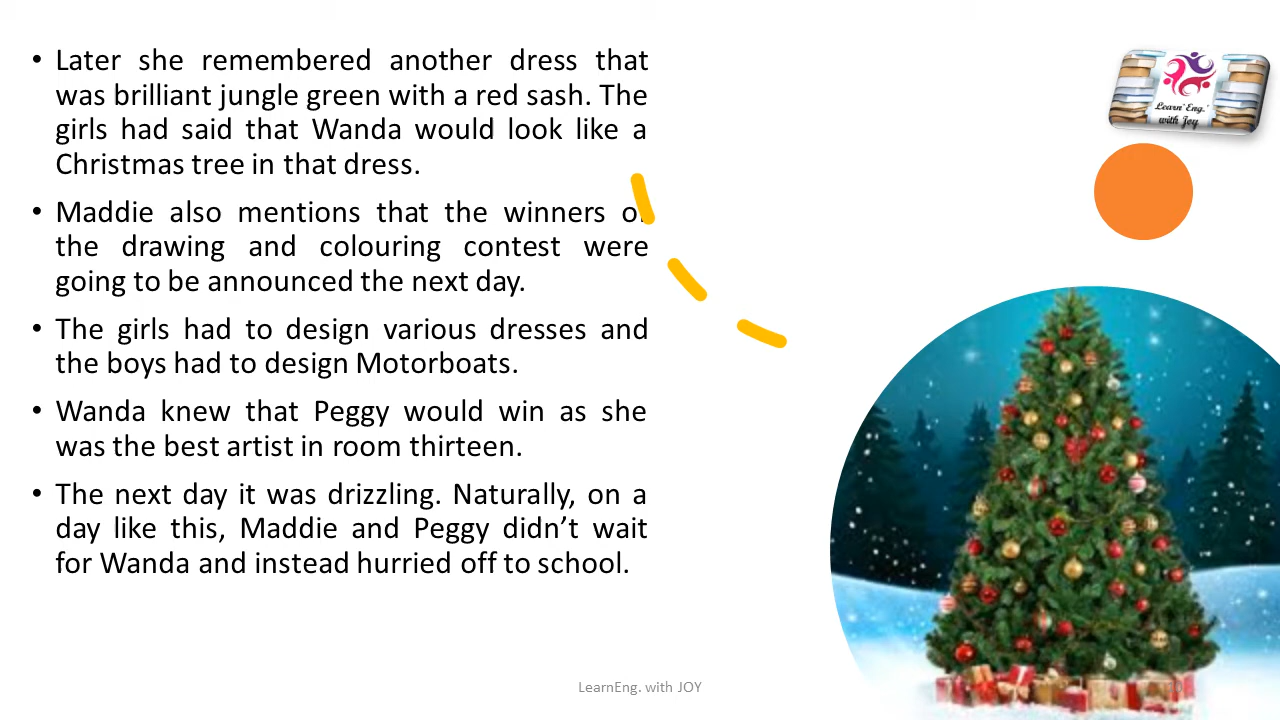 • Later she remembered another dress that
was brilliant jungle green with a red sash. The
girls had said that Wanda would look like a
Christmas tree in that dress.
• Maddie also mentions that the winners of
the drawing and colouring contest were
going to be announced the next day.
• The girls had to design various dresses and
the boys had to design Motorboats.
• Wanda knew that Peggy would win as she
was the best artist in room thirteen.
• The next day it was drizzling. Naturally, on a
day like this, Maddie and Peggy didn’t wait
for Wanda and instead hurried off to school.
Learn Eng.
with Joy
LearnEng. with JOY